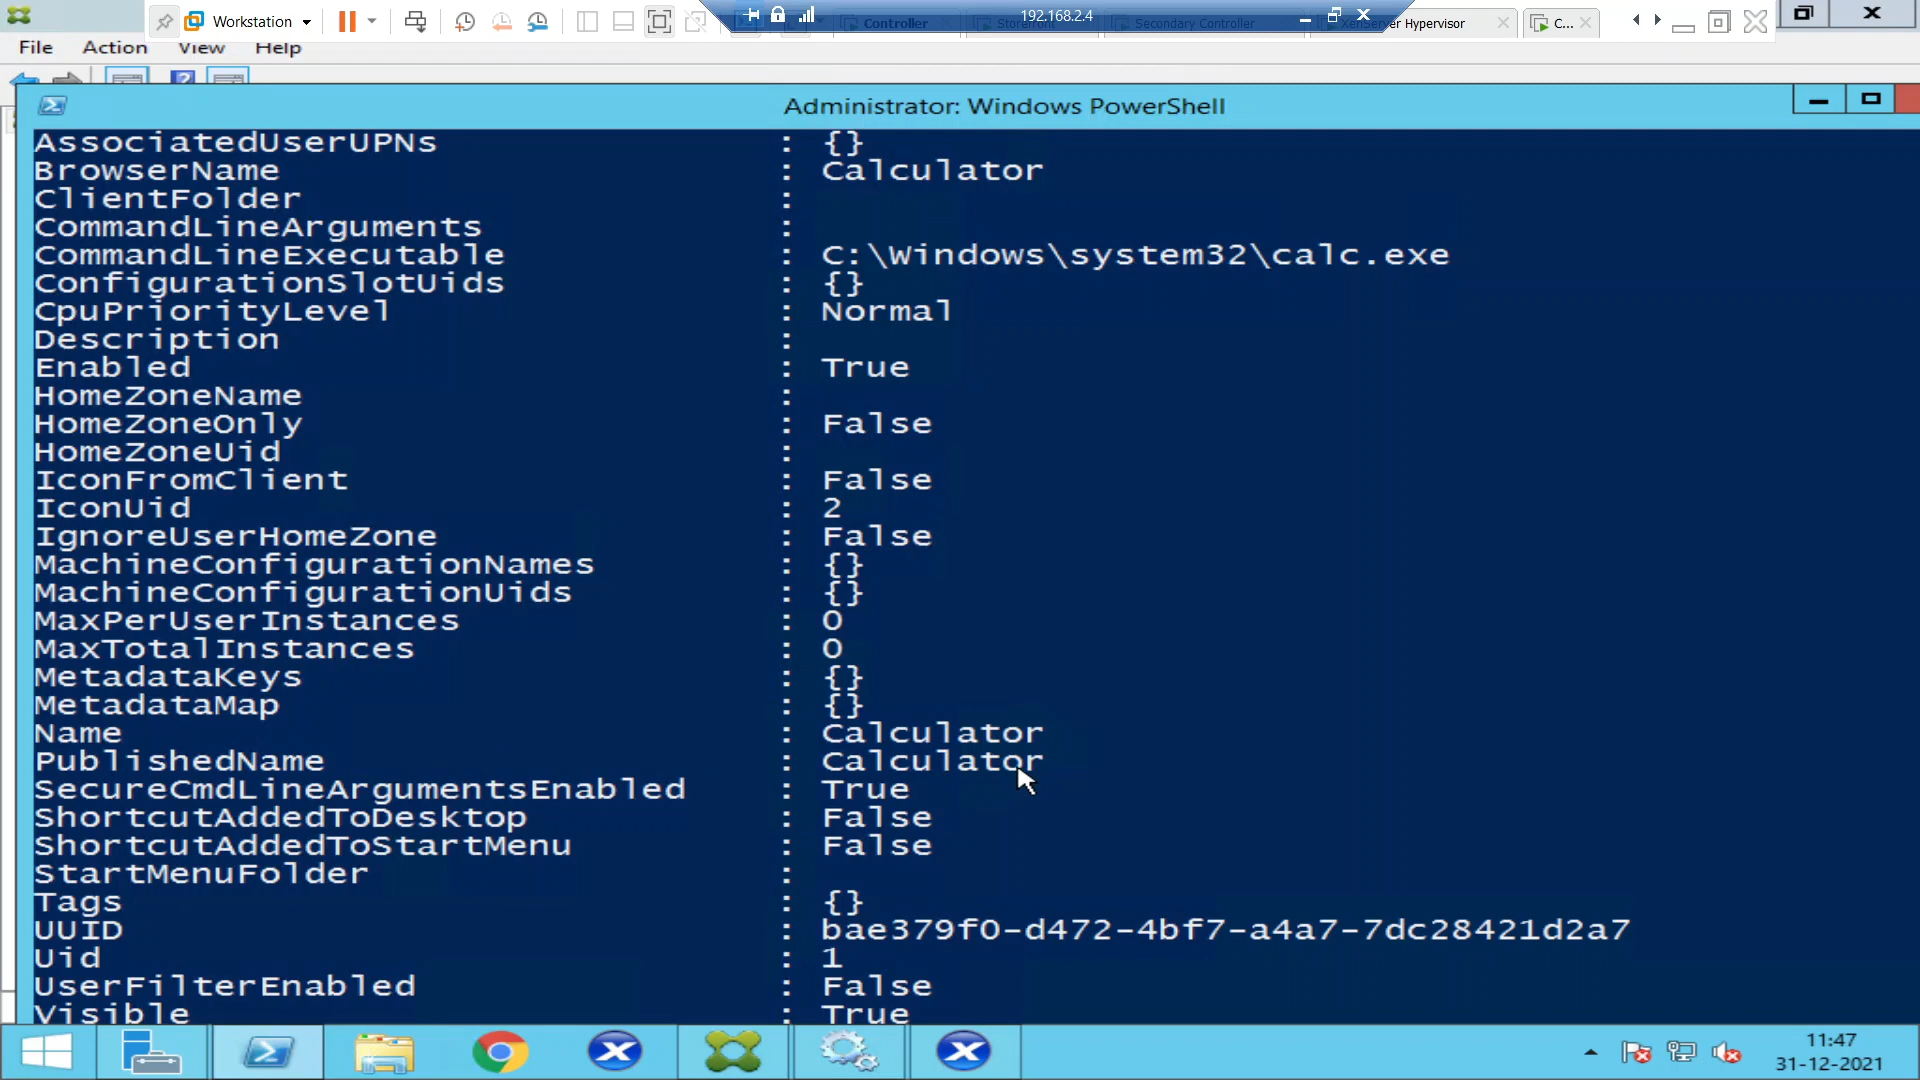 Workstation
192.168.2.4
Controller
Storefront
Secondary Controller
XenServer Hypervisor
C...
File Action View Help
Administrator: Windows PowerShell
AssociatedUserUPNs : {}
BrowserName : Calculator
ClientFolder :
CommandLineArguments :
CommandLineExecutable : C:\Windows\system32\calc.exe
ConfigurationSlotUids : {}
CpuPriorityLevel : Normal
Description :
Enabled : True
HomeZoneName :
HomeZoneOnly : False
HomeZoneUid :
IconFromClient : False
IconUid : 2
IgnoreUserHomeZone : False
MachineConfigurationNames : {}
MachineConfigurationUids : {}
MaxPerUserInstances : 0
MaxTotalInstances : 0
MetadataKeys : {}
MetadataMap : {}
Name : Calculator
PublishedName : Calculator
SecureCmdLineArgumentsEnabled : True
ShortcutAddedToDesktop : False
ShortcutAddedToStartMenu : False
StartMenuFolder :
Tags : {}
UUID : bae379f0-d472-4bf7-a4a7-7dc28421d2a7
Uid : 1
UserFilterEnabled : False
Visible : True
11:47
31-12-2021